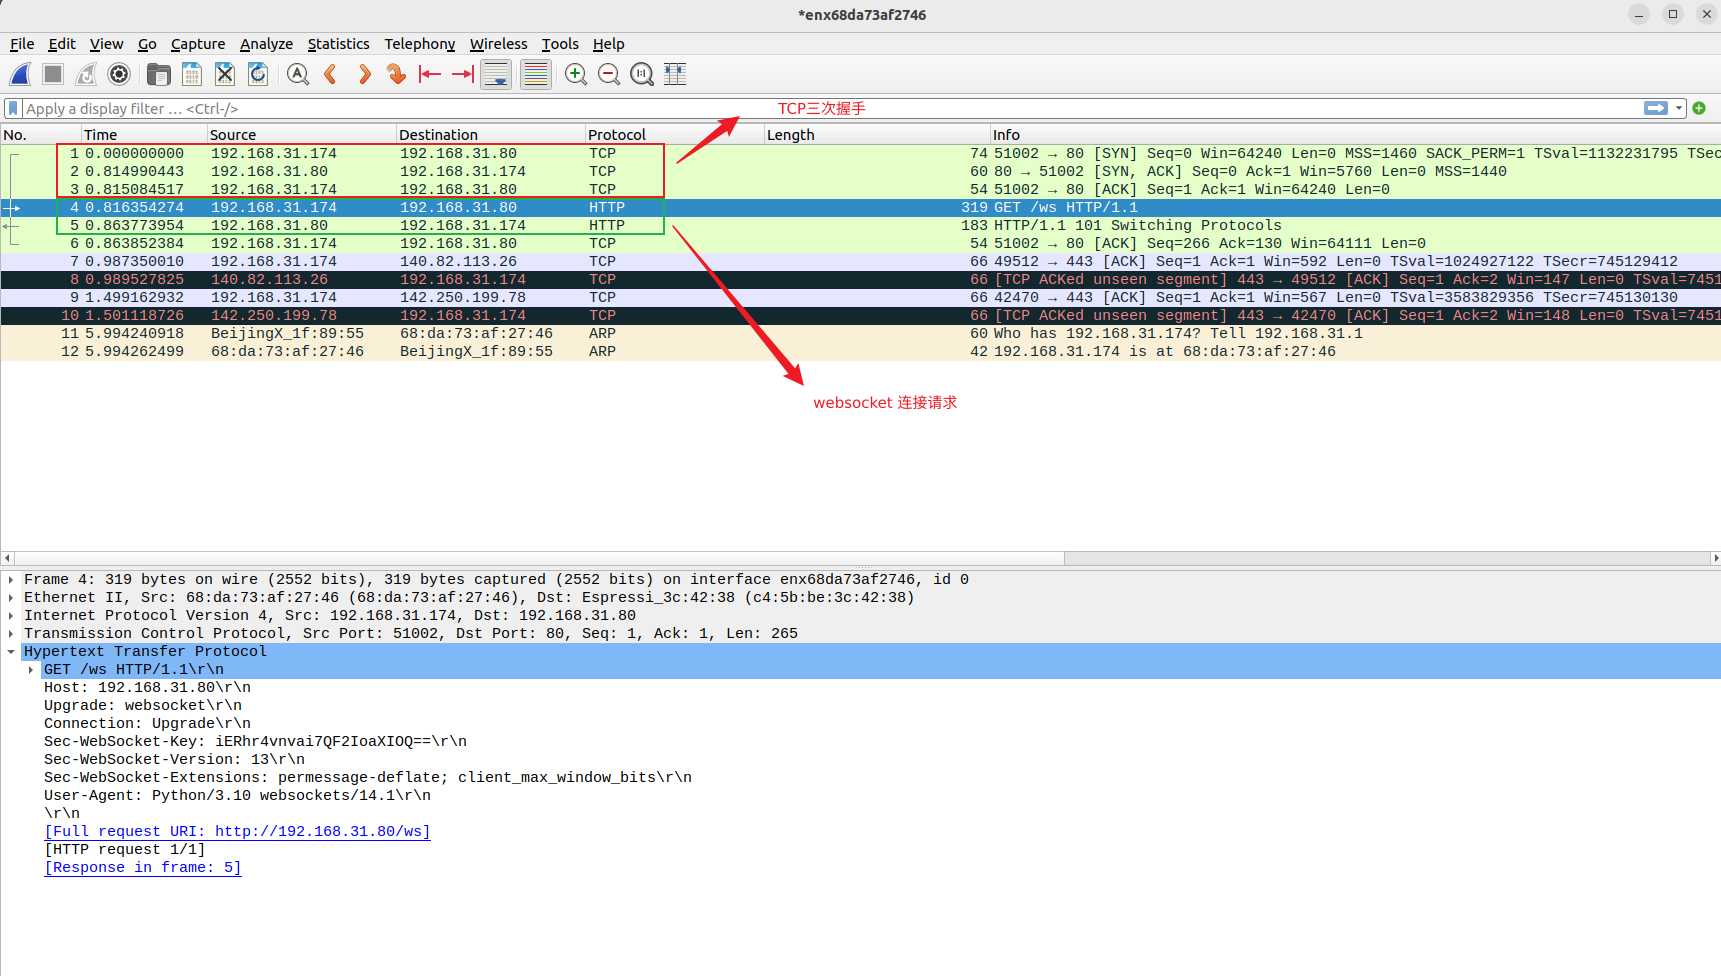 *enx68da73af2746
File Edit View Go Capture Analyze Statistics Telephony Wireless Tools Help
Apply a display filter … <Ctrl-/>
TCP三次握手
No. Time Source Destination Protocol Length Info
1 0.000000000 192.168.31.174 192.168.31.80 TCP 74 51002 → 80 [SYN] Seq=0 Win=64240 Len=0 MSS=1460 SACK_PERM=1 TSval=1132231795 TSec
2 0.814990443 192.168.31.80 192.168.31.174 TCP 60 80 → 51002 [SYN, ACK] Seq=0 Ack=1 Win=5760 Len=0 MSS=1440
3 0.815084517 192.168.31.174 192.168.31.80 TCP 54 51002 → 80 [ACK] Seq=1 Ack=1 Win=64240 Len=0
4 0.816354274 192.168.31.174 192.168.31.80 HTTP 319 GET /ws HTTP/1.1
5 0.863773954 192.168.31.80 192.168.31.174 HTTP 183 HTTP/1.1 101 Switching Protocols
6 0.863852384 192.168.31.174 192.168.31.80 TCP 54 51002 → 80 [ACK] Seq=266 Ack=130 Win=64111 Len=0
7 0.987350010 192.168.31.174 140.82.113.26 TCP 66 49512 → 443 [ACK] Seq=1 Ack=1 Win=592 Len=0 TSval=1024927122 TSecr=745129412
8 0.989527825 140.82.113.26 192.168.31.174 TCP 66 [TCP ACKed unseen segment] 443 → 49512 [ACK] Seq=1 Ack=2 Win=147 Len=0 TSval=7451
9 1.499162932 192.168.31.174 142.250.199.78 TCP 66 42470 → 443 [ACK] Seq=1 Ack=1 Win=567 Len=0 TSval=3583829356 TSecr=745130130
10 1.501118726 142.250.199.78 192.168.31.174 TCP 66 [TCP ACKed unseen segment] 443 → 42470 [ACK] Seq=1 Ack=2 Win=148 Len=0 TSval=7451
11 5.994240918 BeijingX_1f:89:55 68:da:73:af:27:46 ARP 60 Who has 192.168.31.174? Tell 192.168.31.1
12 5.994262499 68:da:73:af:27:46 BeijingX_1f:89:55 ARP 42 192.168.31.174 is at 68:da:73:af:27:46
websocket 连接请求
Frame 4: 319 bytes on wire (2552 bits), 319 bytes captured (2552 bits) on interface enx68da73af2746, id 0
Ethernet II, Src: 68:da:73:af:27:46 (68:da:73:af:27:46), Dst: Espressi_3c:42:38 (c4:5b:be:3c:42:38)
Internet Protocol Version 4, Src: 192.168.31.174, Dst: 192.168.31.80
Transmission Control Protocol, Src Port: 51002, Dst Port: 80, Seq: 1, Ack: 1, Len: 265
Hypertext Transfer Protocol
GET /ws HTTP/1.1\r\n
Host: 192.168.31.80\r\n
Upgrade: websocket\r\n
Connection: Upgrade\r\n
Sec-WebSocket-Key: iERhr4vnvai7QF2IoaXIOQ==\r\n
Sec-WebSocket-Version: 13\r\n
Sec-WebSocket-Extensions: permessage-deflate; client_max_window_bits\r\n
User-Agent: Python/3.10 websockets/14.1\r\n
\r\n
[Full request URI: http://192.168.31.80/ws]
[HTTP request 1/1]
[Response in frame: 5]